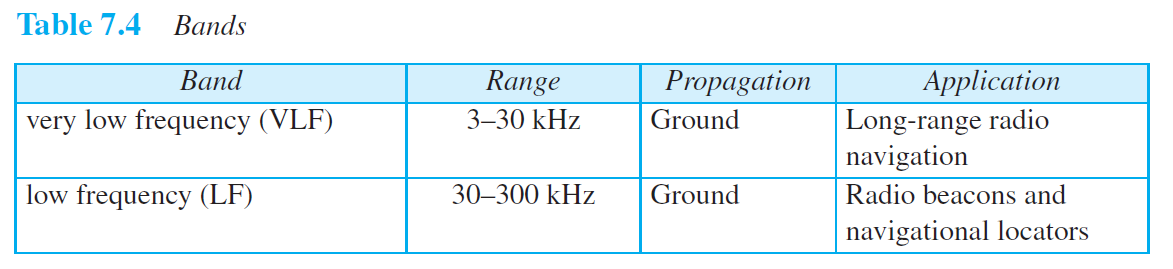 Table 7.4 Bands
Band Range Propagation Application
very low frequency (VLF) 3–30 kHz Ground Long-range radio
navigation
low frequency (LF) 30–300 kHz Ground Radio beacons and
navigational locators